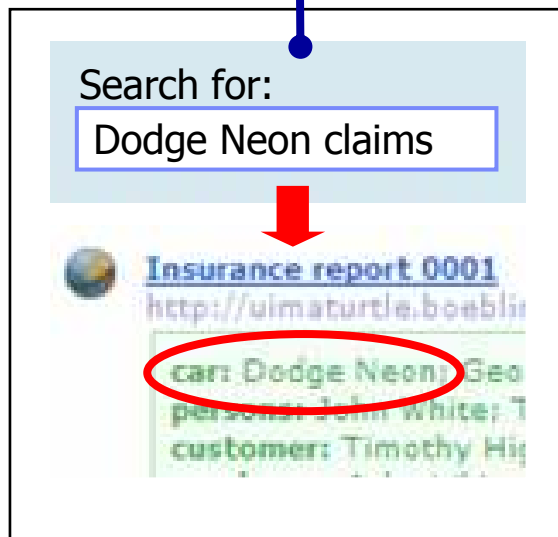 Search for:
Dodge Neon claims
Insurance report 0001
http://uimaturtle.boeblin
car: Dodge Neon; Geo
persons: John White; T
customer: Timothy Hig